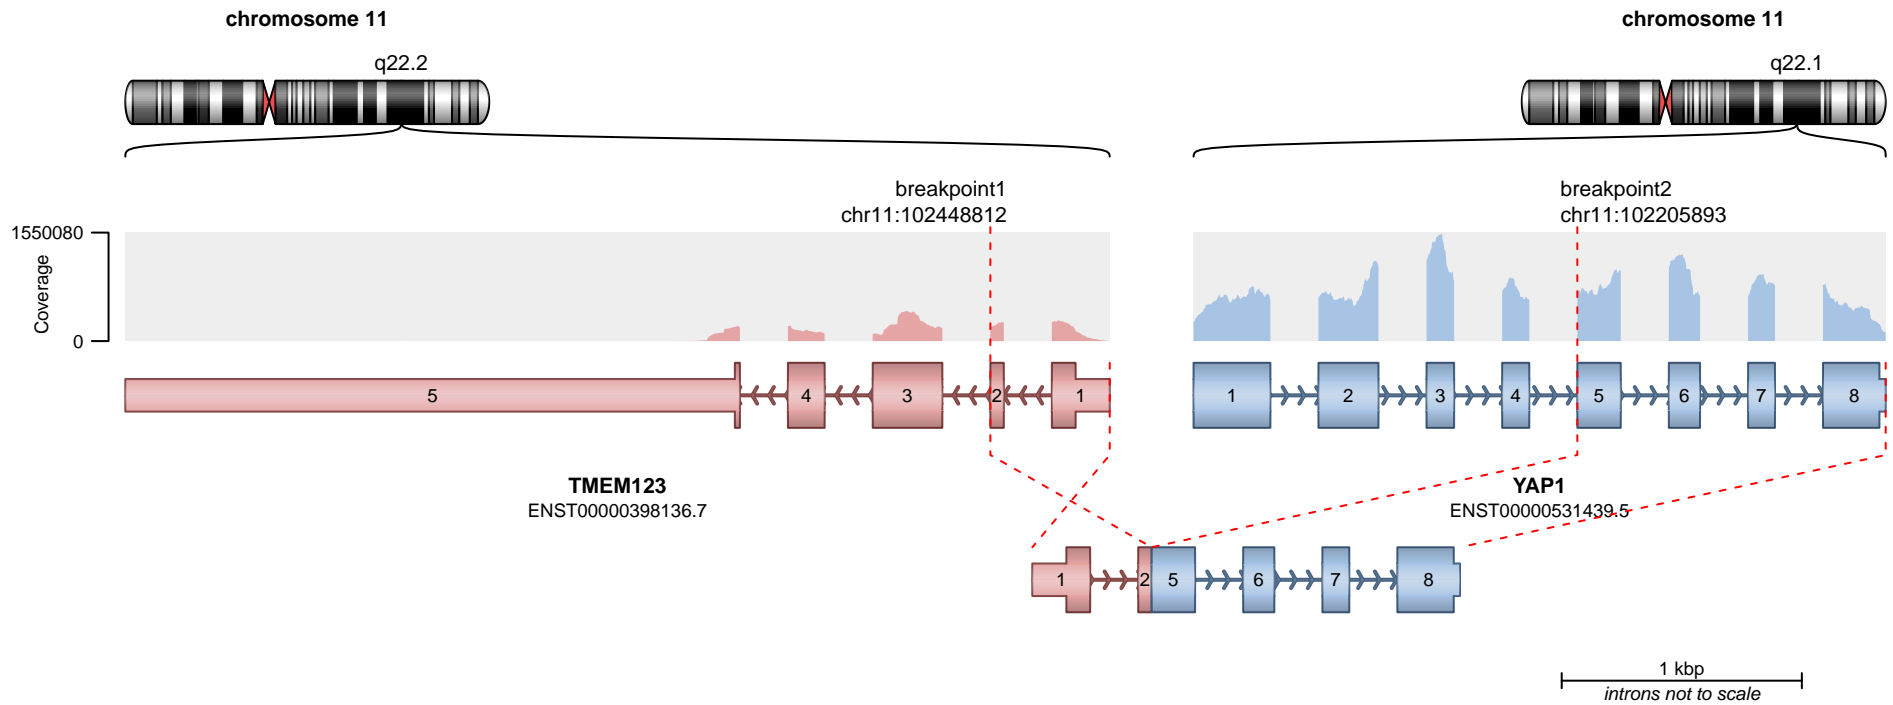 chromosome 11
chromosome 11
q22.2
q22.1
breakpoint1
chr11:102448812
breakpoint2
chr11:102205893
1550080
Coverage
0
5
4
3
2
1
1
2
3
4
5
6
7
8
TMEM123
ENST00000398136.7
YAP1
ENST00000531439.5
1
2
5
6
7
8
1 kbp
introns not to scale